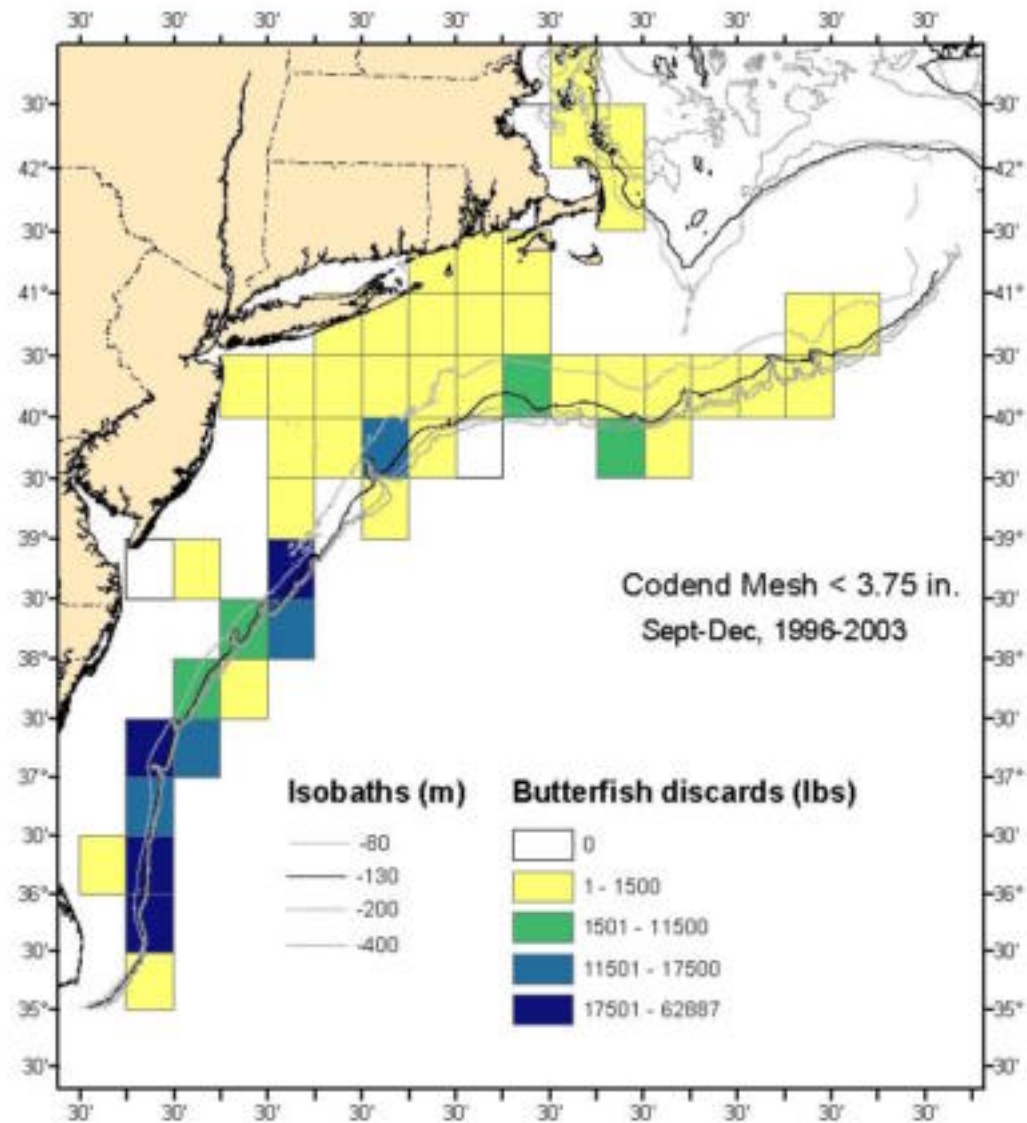 30' 30' 30' 30' 30' 30' 30' 30' 30' 30'
30' 30'
42° 42°
30' 30'
41° 41°
30' 30'
40° 40°
30' 30'
39° 39°
30' 30'
Codend Mesh < 3.75 in.
Sept-Dec, 1996-2003
38° 38°
30' 30'
37° 37°
Isobaths (m)
-80
-130
-200
-400
Butterfish discards (lbs)
0
1 - 1500
1501 - 11500
11501 - 17500
17501 - 62887
30' 30'
36° 36°
30' 30'
35° 35°
30' 30'
30' 30' 30' 30' 30' 30' 30' 30' 30' 30'